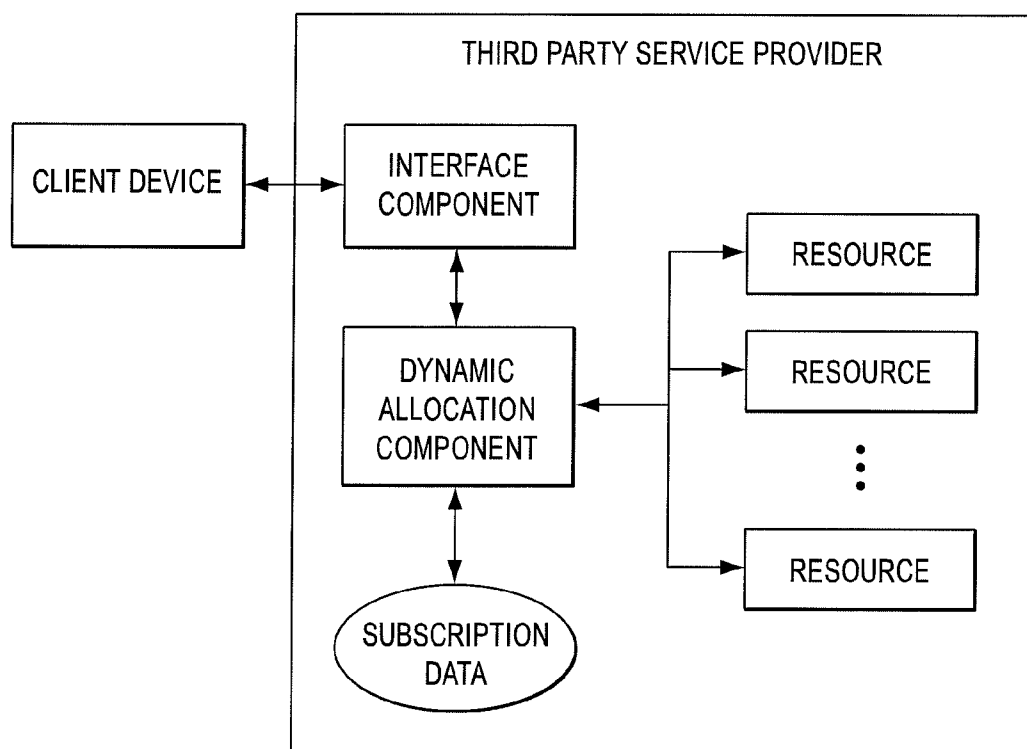 THIRD PARTY SERVICE PROVIDER
CLIENT DEVICE
INTERFACE
COMPONENT
RESOURCE
DYNAMIC
ALLOCATION
COMPONENT
RESOURCE
RESOURCE
SUBSCRIPTION
DATA